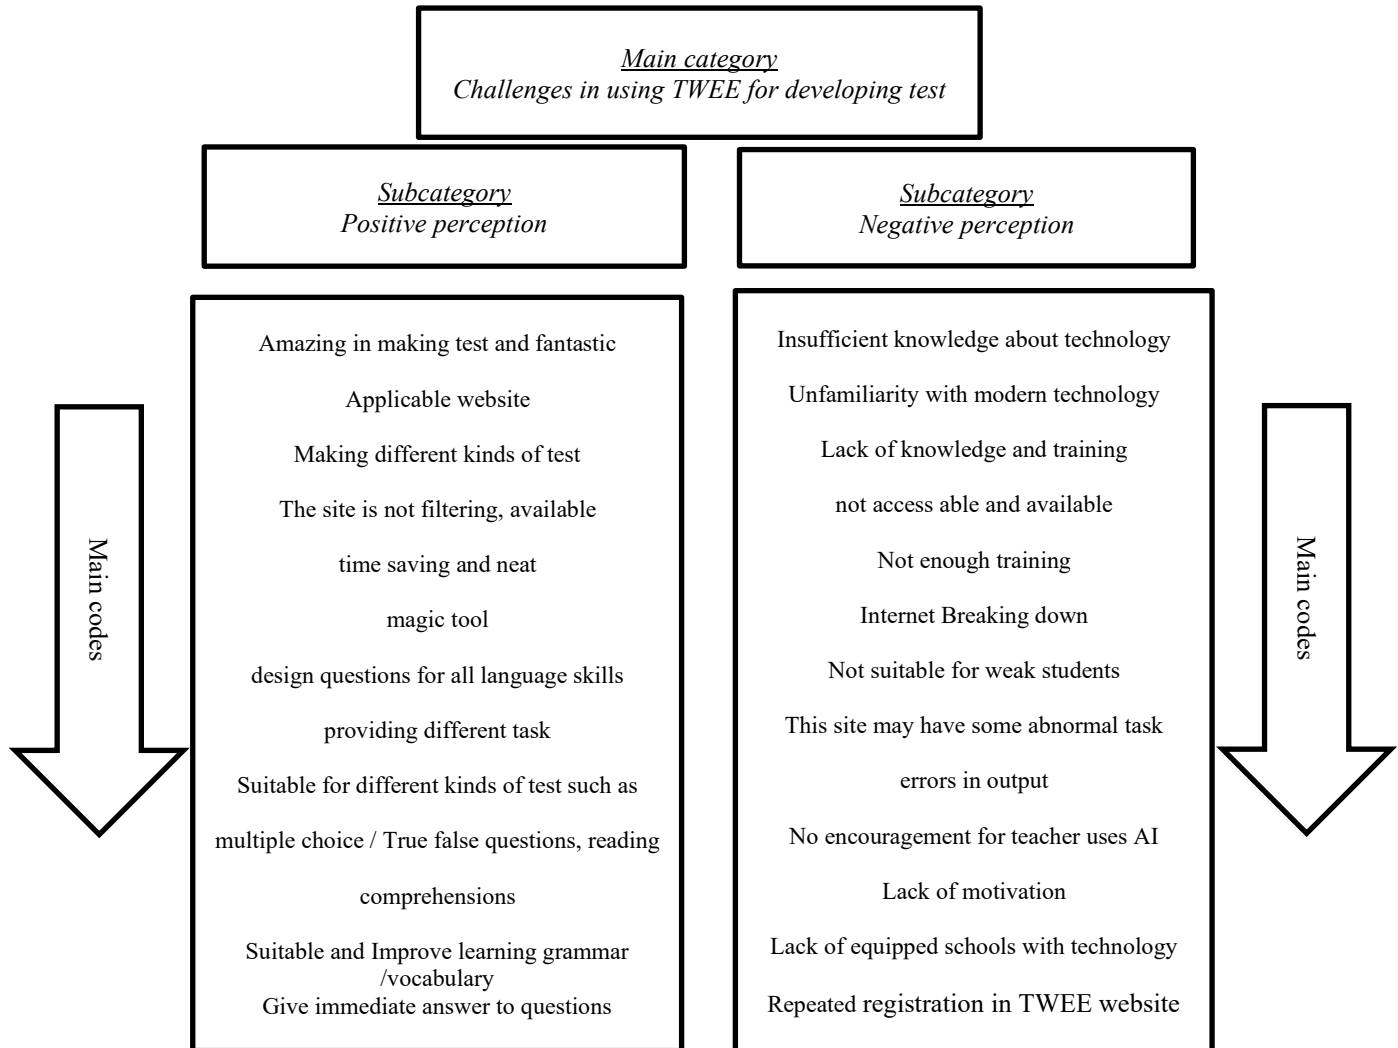 Main category
Challenges in using TWEE for developing test
Subcategory
Positive perception
Subcategory
Negative perception
Main codes
Amazing in making test and fantastic
Applicable website
Making different kinds of test
The site is not filtering, available
time saving and neat
magic tool
design questions for all language skills
providing different task
Suitable for different kinds of test such as
multiple choice / True false questions, reading
comprehensions
Suitable and Improve learning grammar
/vocabulary
Give immediate answer to questions
Insufficient knowledge about technology
Unfamiliarity with modern technology
Lack of knowledge and training
not access able and available
Not enough training
Internet Breaking down
Not suitable for weak students
This site may have some abnormal task
errors in output
No encouragement for teacher uses AI
Lack of motivation
Lack of equipped schools with technology
Repeated registration in TWEE website
Main codes